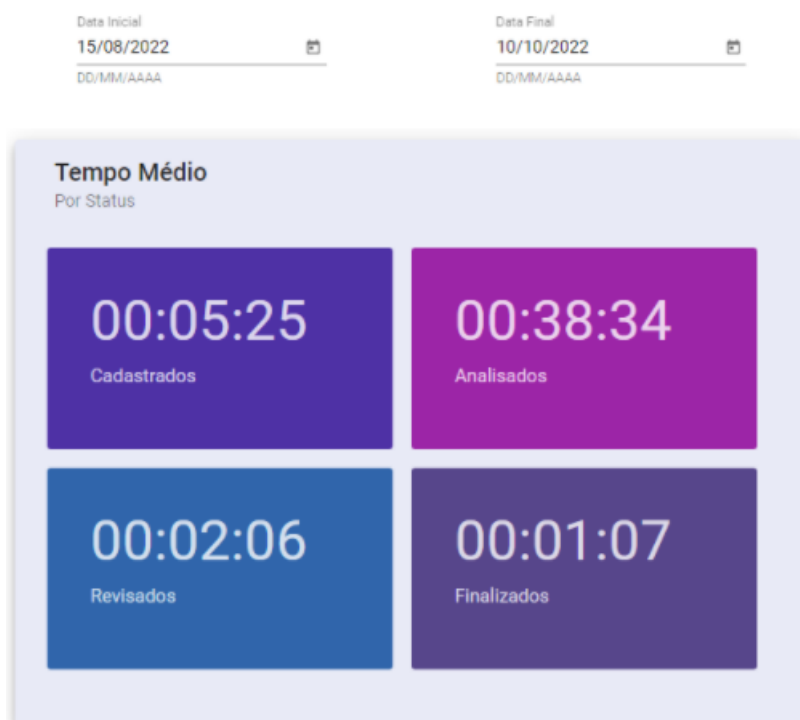 Data Inicial
15/08/2022
DD/MM/AAAA
Data Final
10/10/2022
DD/MM/AAAA
Tempo Médio
Por Status
00:05:25
Cadastrados
00:38:34
Analisados
00:02:06
Revisados
00:01:07
Finalizados